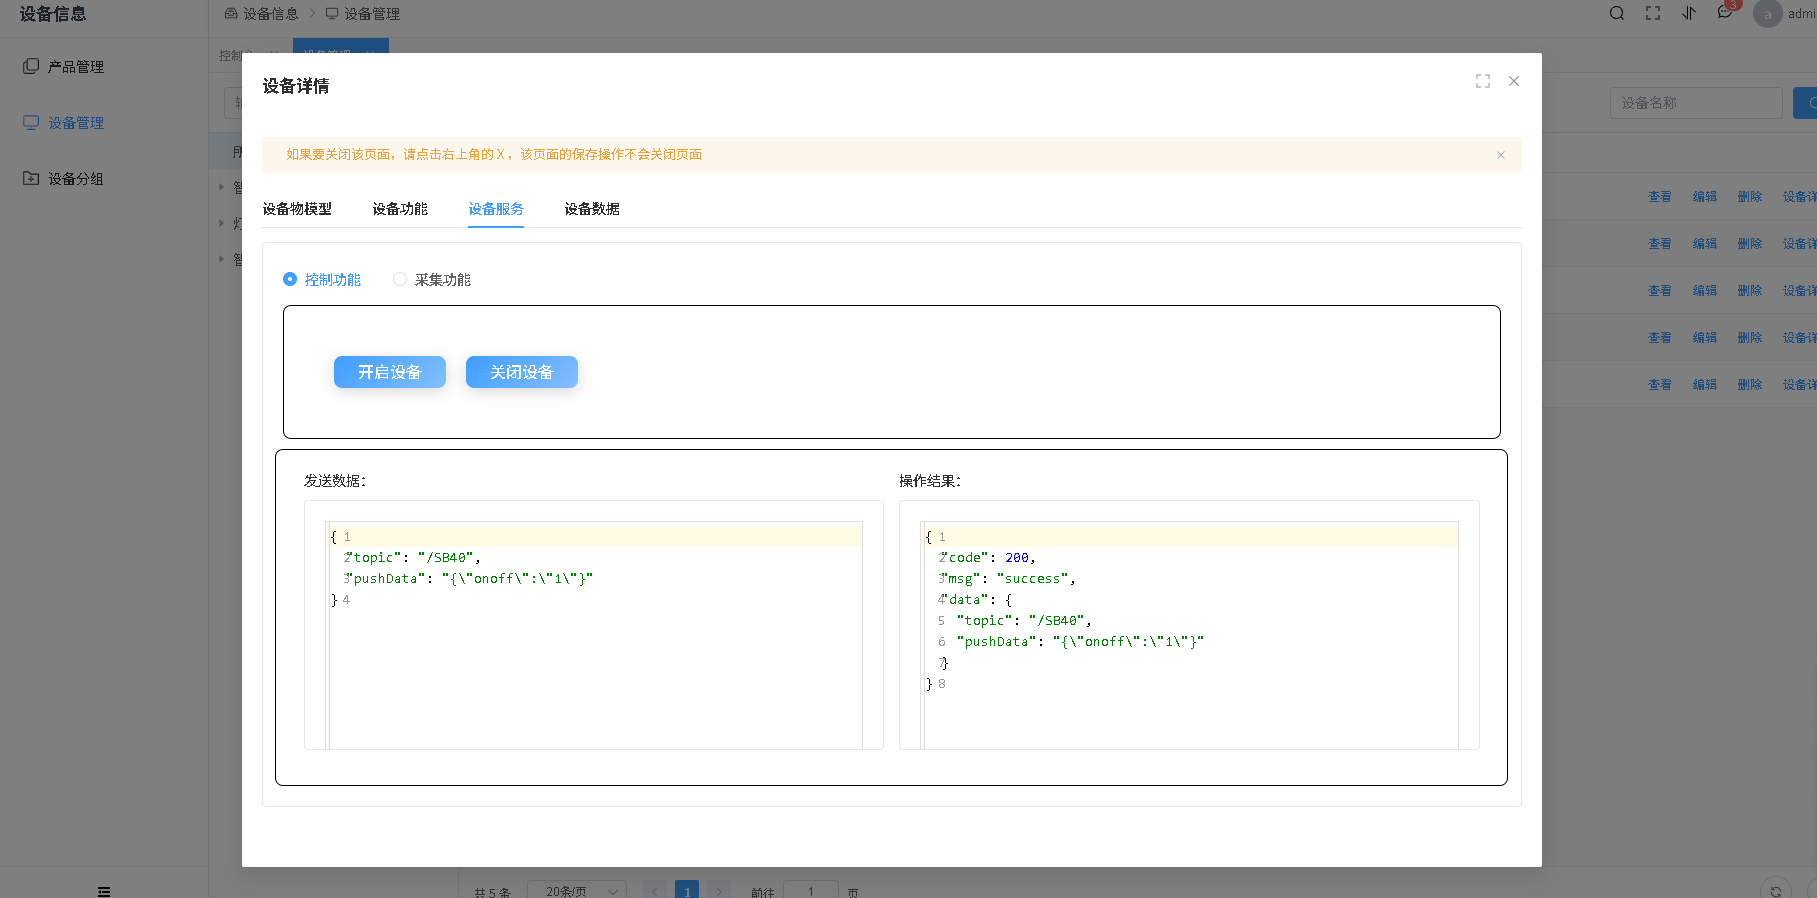 设备信息
设备信息 > 设备管理
3
a admi
产品管理
设备管理
设备分组
控制
设备名称
设备详情
如果要关闭该页面，请点击右上角的 X ，该页面的保存操作不会关闭页面
设备物模型 设备功能 设备服务 设备数据
控制功能 采集功能
开启设备 关闭设备
发送数据：
{ 1
2 "topic": "/SB40",
3 "pushData": "{\"onoff\":\"1\"}"
} 4
操作结果：
{ 1
2 "code": 200,
3 "msg": "success",
4 "data": {
5 "topic": "/SB40",
6 "pushData": "{\"onoff\":\"1\"}"
7 }
} 8
查看 编辑 删除 设备详
查看 编辑 删除 设备详
查看 编辑 删除 设备详
查看 编辑 删除 设备详
查看 编辑 删除 设备详
共 5 条 20条/页 < 1 > 前往 1 页